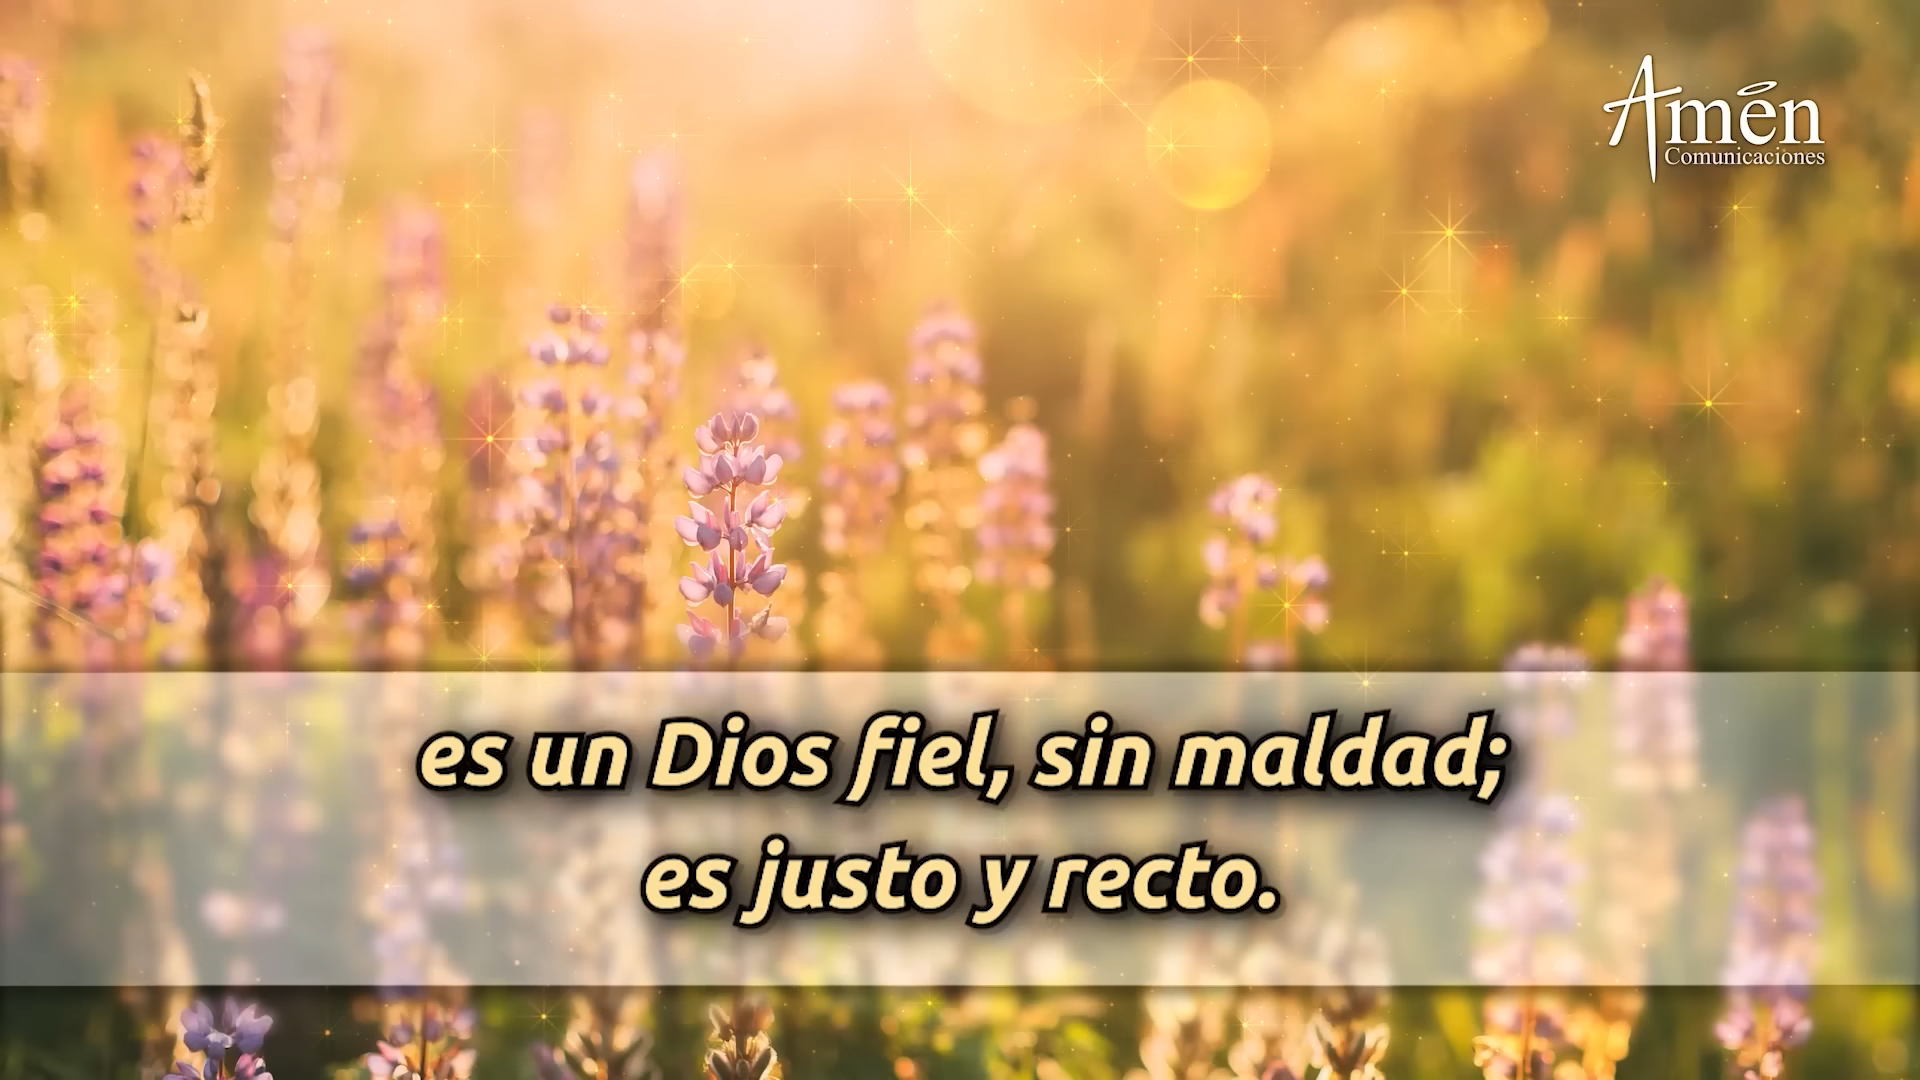 Amén
Comunicaciones
es un Dios fiel, sin maldad;
es justo y recto.